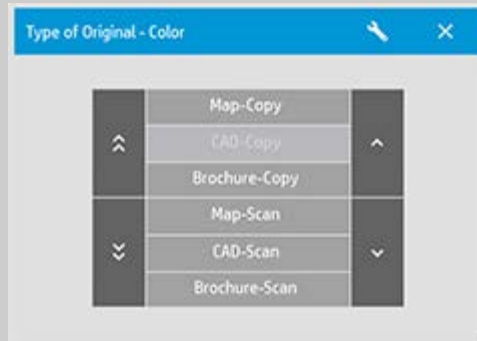 Type of Original - Color
Map-Copy
CAD-Copy
Brochure-Copy
Map-Scan
CAD-Scan
Brochure-Scan